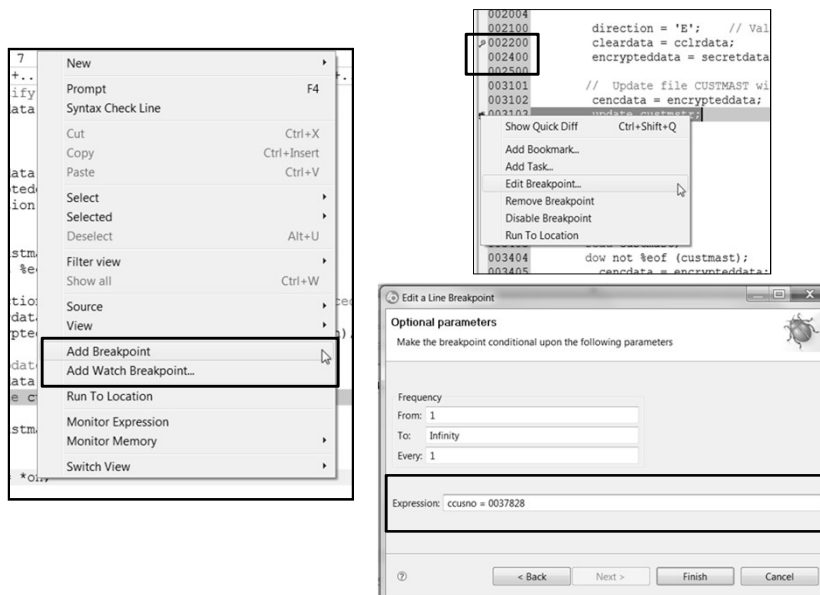 7
New
+..
Prompt F4
Syntax Check Line
Cut Ctrl+X
Copy Ctrl+Insert
Paste Ctrl+V
Select
Selected
Deselect Alt+U
Filter view
Show all Ctrl+W
Source
View
Add Breakpoint
Add Watch Breakpoint...
Run To Location
Monitor Expression
Monitor Memory
Switch View
*on;
002004
002100 direction = 'E'; // Val
002200 cleardata = cclrdata;
002400 encrypteddata = secretdata
002500
003101 // Update file CUSTMAST wi
003102 cencdata = encrypteddata;
003103 update custmstr;
Show Quick Diff Ctrl+Shift+Q
Add Bookmark...
Add Task...
Edit Breakpoint...
Remove Breakpoint
Disable Breakpoint
Run To Location
003404 dow not %eof (custmast);
003405 cencdata = encrypteddata;
Edit a Line Breakpoint
Optional parameters
Make the breakpoint conditional upon the following parameters
Frequency
From: 1
To: Infinity
Every: 1
Expression: ccusno = 0037828
< Back Next > Finish Cancel